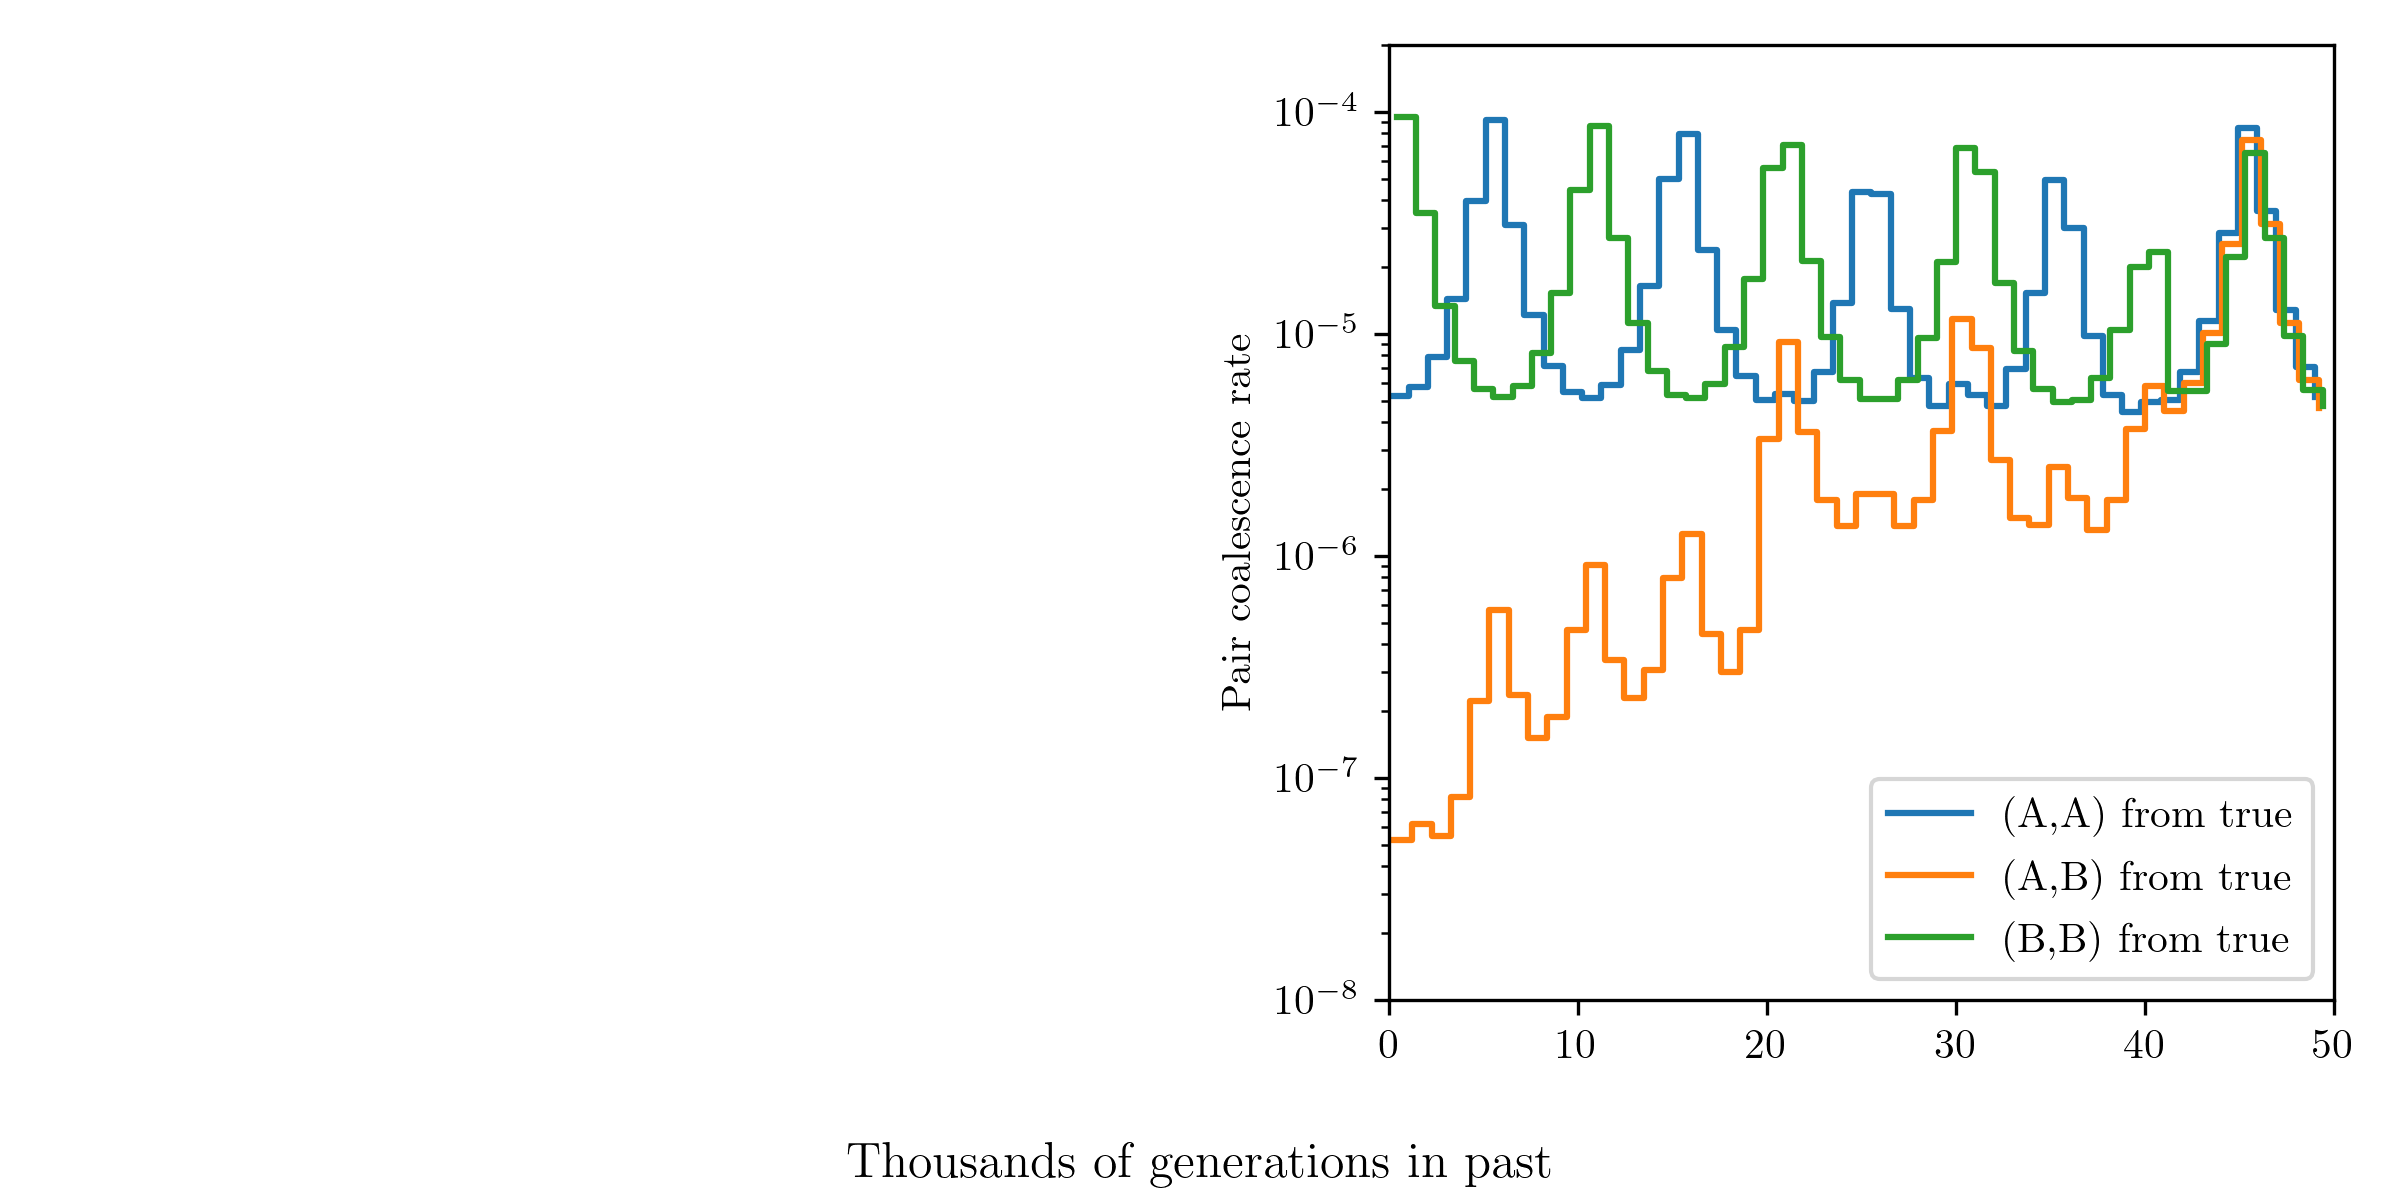 Pair coalescence rate
10⁻⁴
10⁻⁵
10⁻⁶
10⁻⁷
10⁻⁸
(A,A) from true
(A,B) from true
(B,B) from true
0 10 20 30 40 50
Thousands of generations in past